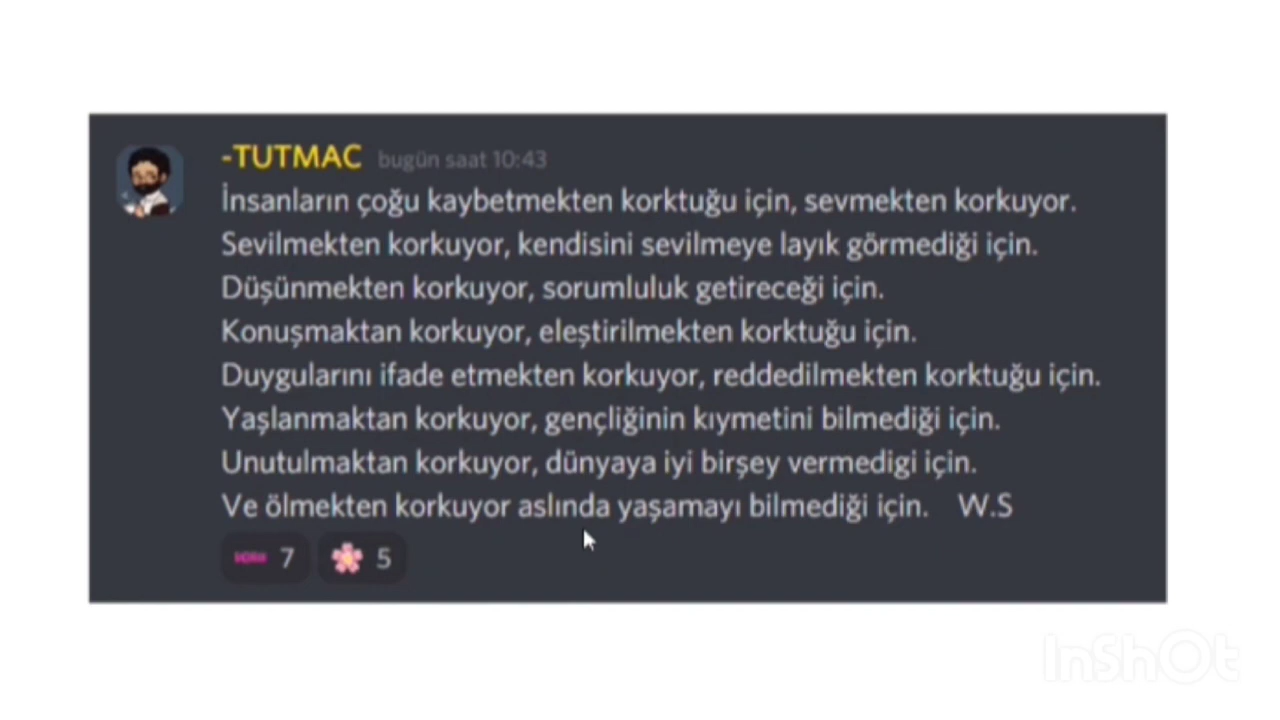 -TUTMAC bugün saat 10:43
İnsanların çoğu kaybetmekten korktuğu için, sevmekten korkuyor.
Sevilmekten korkuyor, kendisini sevilmeye layık görmediği için.
Düşünmekten korkuyor, sorumluluk getireceği için.
Konuşmaktan korkuyor, eleştirilmekten korktuğu için.
Duygularını ifade etmekten korkuyor, reddedilmekten korktuğu için.
Yaşlanmaktan korkuyor, gençliğinin kıymetini bilmediği için.
Unutulmaktan korkuyor, dünyaya iyi birşey vermedigi için.
Ve ölmekten korkuyor aslında yaşamayı bilmediği için. W.S
7 5
InShOt